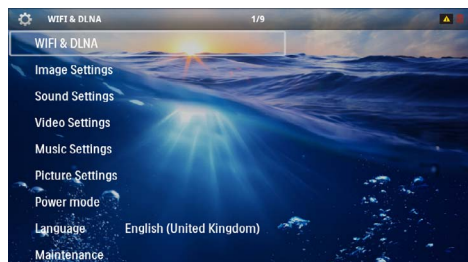 WIFI & DLNA 1/9
WIFI & DLNA
Image Settings
Sound Settings
Video Settings
Music Settings
Picture Settings
Power mode
Language English (United Kingdom)
Maintenance